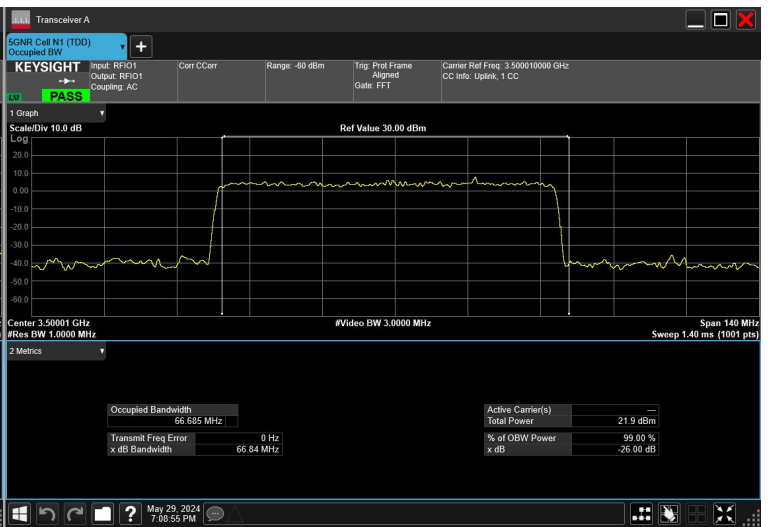 Transceiver A
5GNR Cell N1 (TDD)
Occupied BW
KEYSIGHT
Input: RFIO1
Output: RFIO1
Coupling: AC
Corr CCorr
Range: -60 dBm
Trig: Prot Frame
Aligned
Gate: FFT
Carrier Ref Freq: 3.500010000 GHz
CC Info: Uplink, 1 CC
LXI
PASS
1 Graph
Scale/Div 10.0 dB
Ref Value 30.00 dBm
Log
20.0
10.0
0.00
-10.0
-20.0
-30.0
-40.0
-50.0
-60.0
Center 3.50001 GHz
#Video BW 3.0000 MHz
Span 140 MHz
#Res BW 1.0000 MHz
Sweep 1.40 ms (1001 pts)
2 Metrics
Occupied Bandwidth
66.685 MHz
Transmit Freq Error 0 Hz
x dB Bandwidth 66.84 MHz
Active Carrier(s) ---
Total Power 21.9 dBm
% of OBW Power 99.00 %
x dB -26.00 dB
?
May 29, 2024
7:08:55 PM